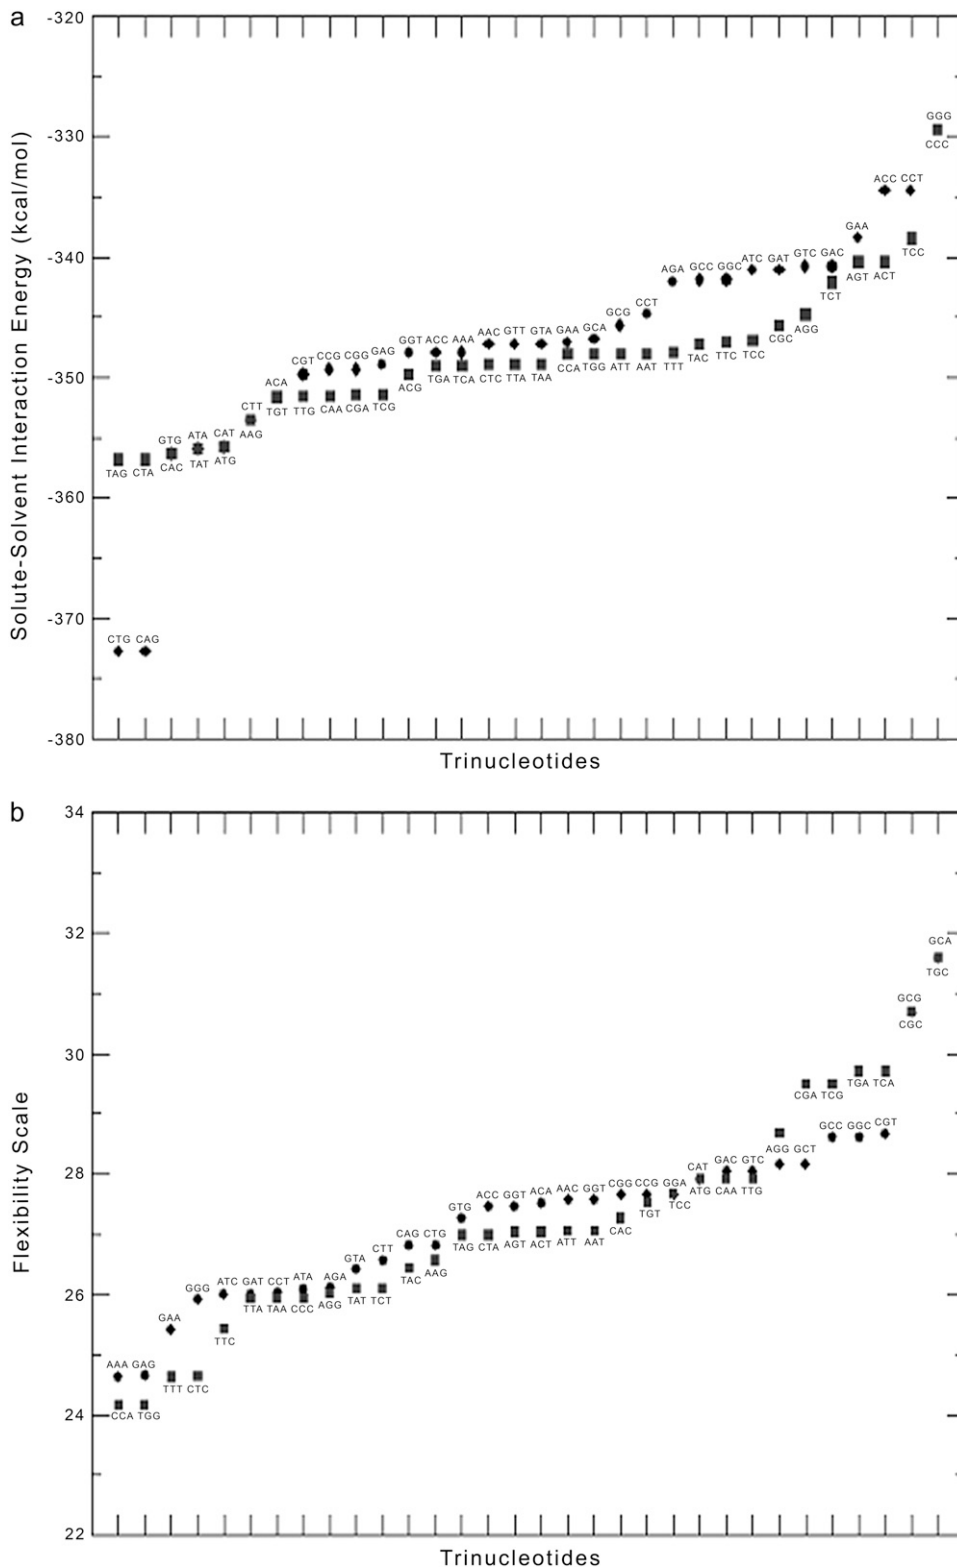 a
-320
-330
-340
-350
-360
-370
-380
Solute-Solvent Interaction Energy (kcal/mol)
GGG
CCC
ACC CCT
TCC
GAA
AGT ACT
AGA GCC GGC ATC GAT GTC GAC
TCT
GCG CCT
CGC AGG
CGT CCG CGG GAG GGT ACC AAA AAC GTT GTA GAA GCA
TAC TTC TCC
ACG TGA TCA CTC TTA TAA CCA TGG ATT AAT TTT
ACA
TGT TTG CAA CGA TCG
CTT
AAG
GTG ATA CAT
TAG CTA CAC TAT ATG
CTG CAG
Trinucleotides
b
34
32
30
28
26
24
22
Flexibility Scale
GCA
TGC
GCG
CGC
CGA TCG TGA TCA
GCC GGC CGT
CAT GAC GTC AGG GCT
ATG CAA TTG
GTG ACC GGT ACA AAC GGT CGG CCG GGA
TGT TCC
TAG CTA AGT ACT ATT AAT CAC
GTA CTT CAG CTG
TAC AAG
GGG ATC GAT CCT ATA AGA
TTA TAA CCC AGG TAT TCT
GAA
TTC
AAA GAG
TTT CTC
CCA TGG
Trinucleotides